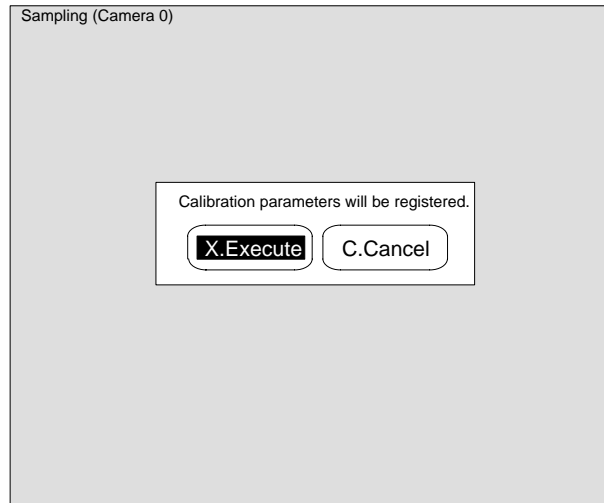 Sampling (Camera 0)
Calibration parameters will be registered.
X.Execute C.Cancel